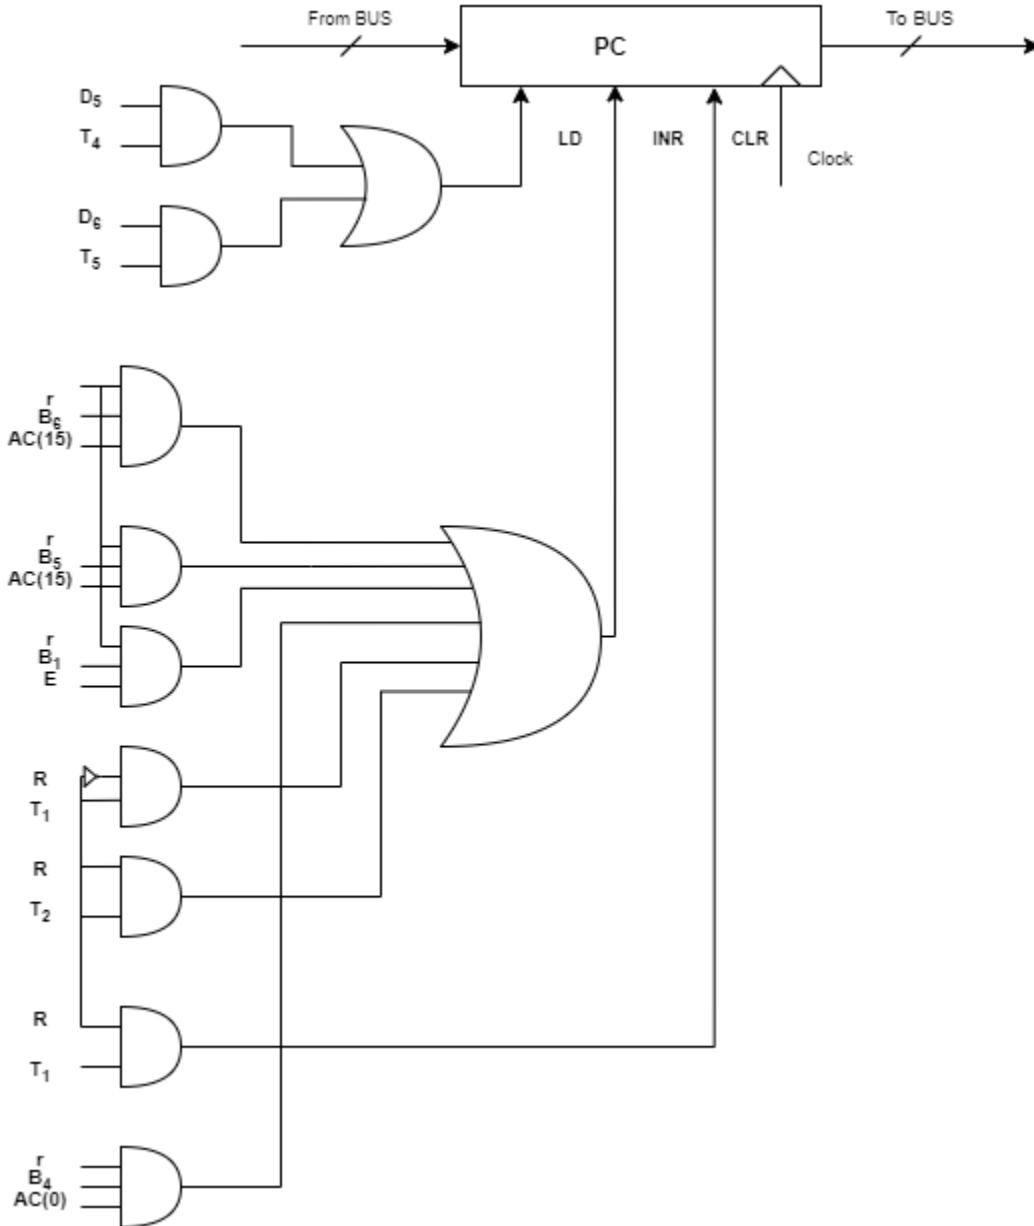 From BUS
PC
To BUS
LD
INR
CLR
Clock
D₅
T₄
D₆
T₅
r
B₆
AC(15)
r
B₅
AC(15)
r
B₁
E
R
T₁
R
T₂
R
T₁
r
B₄
AC(0)